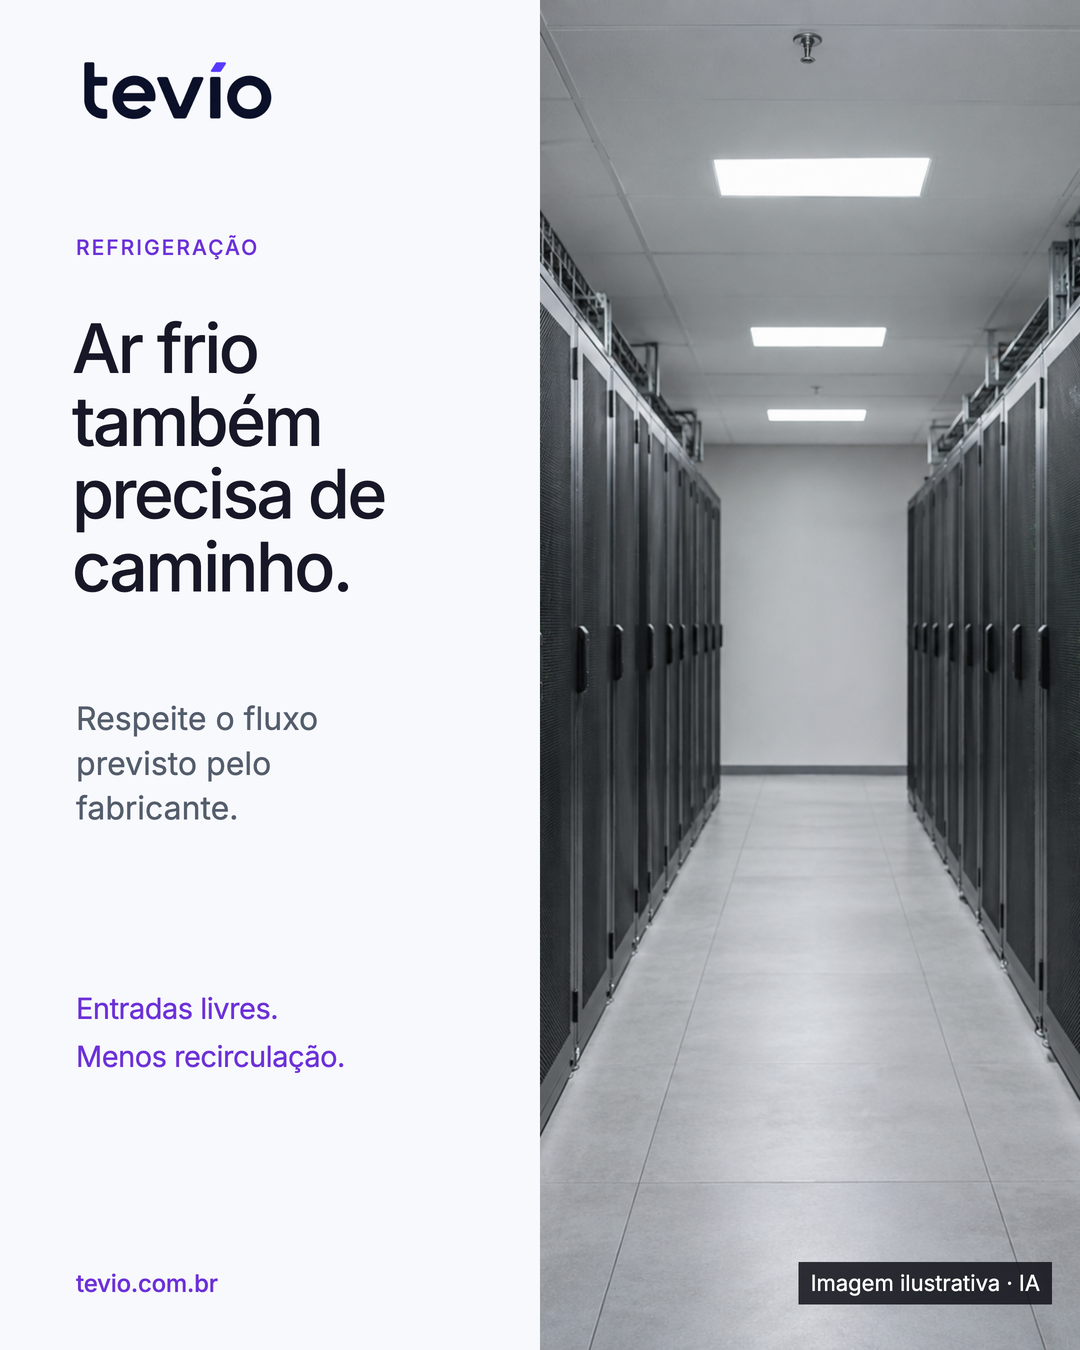 tevío
REFRIGERAÇÃO
Ar frio
também
precisa de
caminho.
Respeite o fluxo
previsto pelo
fabricante.
Entradas livres.
Menos recirculação.
tevio.com.br
Imagem ilustrativa · IA